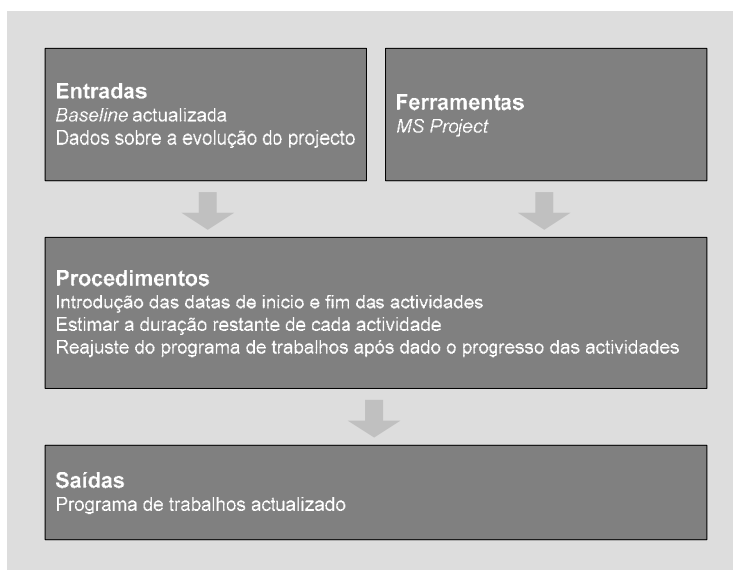 Entradas
Baseline actualizada
Dados sobre a evolução do projecto
Ferramentas
MS Project
Procedimentos
Introdução das datas de inicio e fim das actividades
Estimar a duração restante de cada actividade
Reajuste do programa de trabalhos após dado o progresso das actividades
Saídas
Programa de trabalhos actualizado